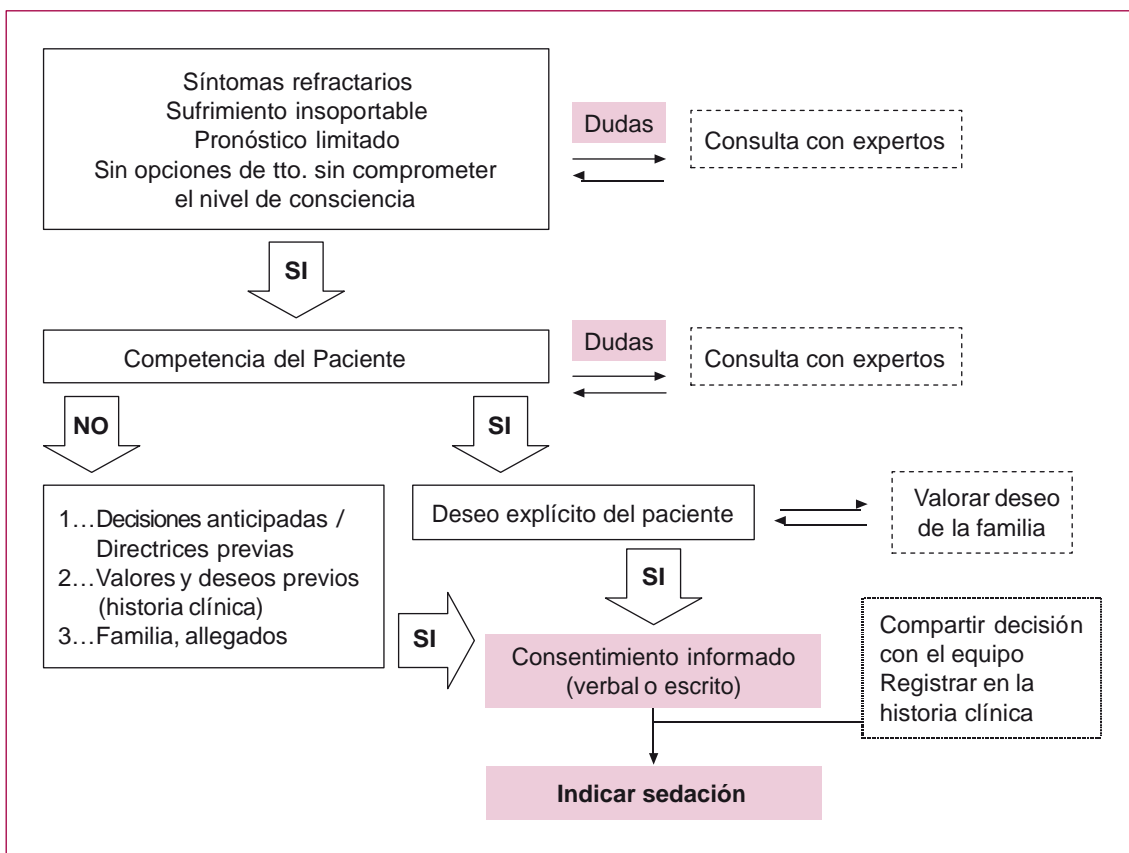 Síntomas refractarios
Sufrimiento insoportable
Pronóstico limitado
Sin opciones de tto. sin comprometer
el nivel de consciencia
Dudas
Consulta con expertos
SI
Competencia del Paciente
Dudas
Consulta con expertos
NO
SI
1…Decisiones anticipadas /
Directrices previas
2…Valores y deseos previos
(historia clínica)
3…Familia, allegados
Deseo explícito del paciente
Valorar deseo
de la familia
SI
SI
Consentimiento informado
(verbal o escrito)
Compartir decisión
con el equipo
Registrar en la
historia clínica
Indicar sedación